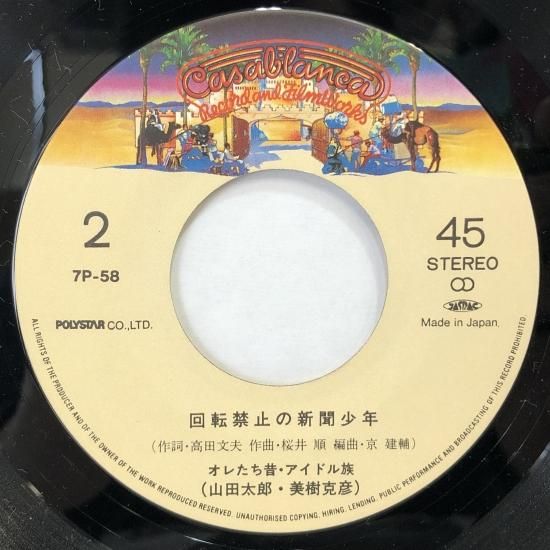 Casablanca
Record and FilmWorks
2
7P-58
45
STEREO
POLYSTAR CO.,LTD.
JASRAC
Made in Japan.
回転禁止の新聞少年
(作詞・高田文夫 作曲・桜井 順 編曲・京 建輔)
オレたち昔・アイドル族
(山田太郎・美樹克彦)
ALL RIGHTS OF THE PRODUCER AND OF THE OWNER OF THE WORK REPRODUCED RESERVED. UNAUTHORISED COPYING, HIRING, LENDING, PUBLIC PERFORMANCE AND BROADCASTING OF THIS RECORD PROHIBITED.